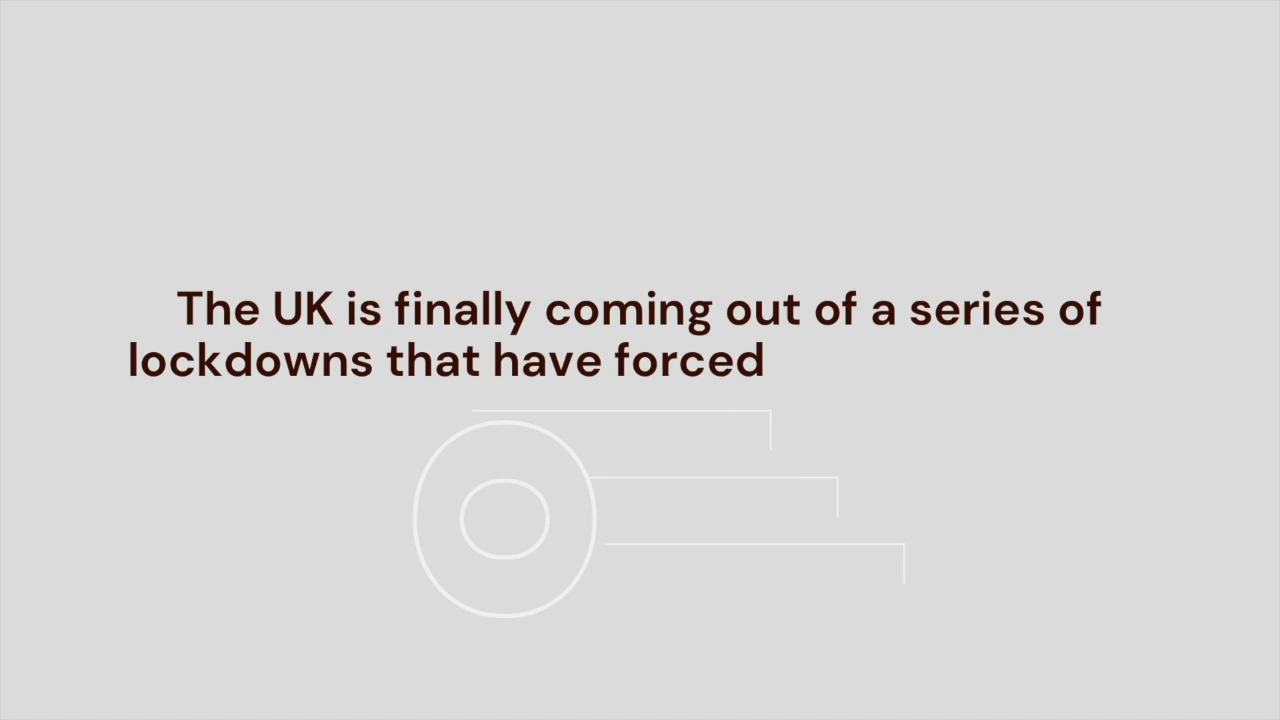 The UK is finally coming out of a series of
lockdowns that have forced